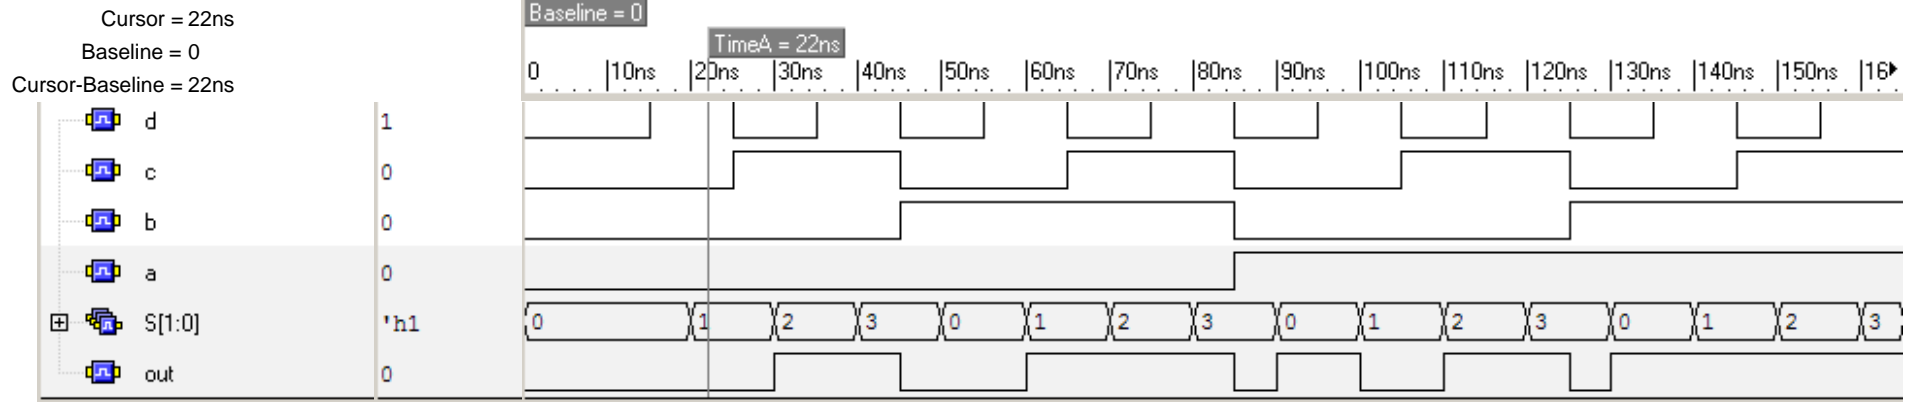 Cursor = 22ns
Baseline = 0
Cursor-Baseline = 22ns
Baseline = 0
TimeA = 22ns
0 10ns 20ns 30ns 40ns 50ns 60ns 70ns 80ns 90ns 100ns 110ns 120ns 130ns 140ns 150ns 16
d 1
c 0
b 0
a 0
S[1:0] 'h1 0 1 2 3 0 1 2 3 0 1 2 3 0 1 2 3
out 0